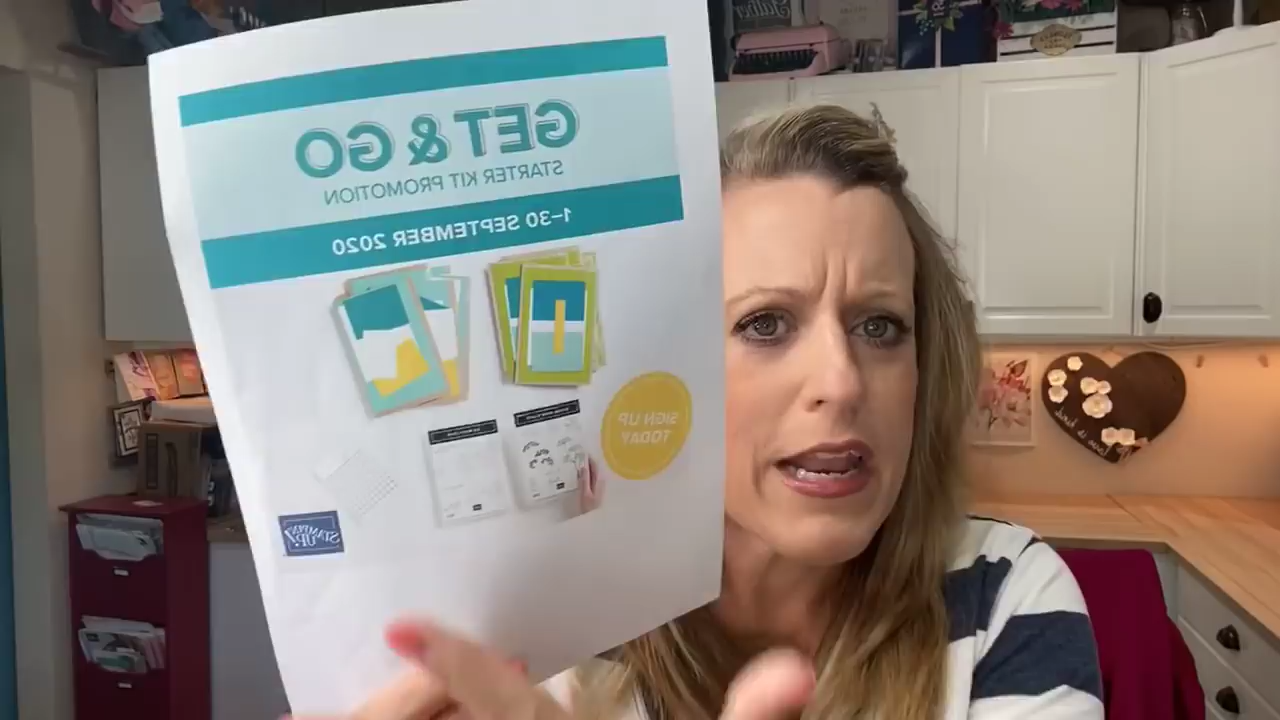 GET & GO
STARTER KIT PROMOTION
1–30 SEPTEMBER 2020
SIGN UP
TODAY
STAMPIN'
UP!